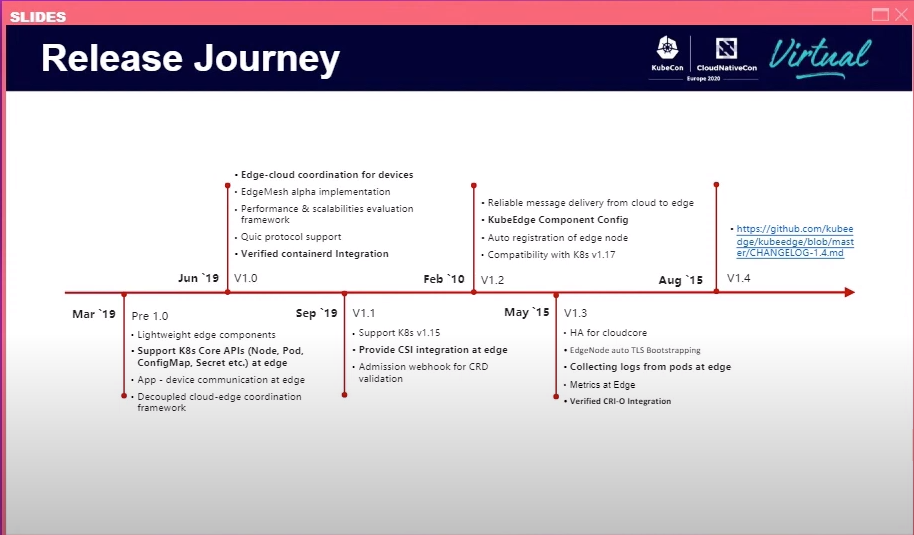 SLIDES
Release Journey
KubeCon
CloudNativeCon
Europe 2020
Virtual
• Edge-cloud coordination for devices
• EdgeMesh alpha implementation
• Performance & scalabilities evaluation
framework
• Quic protocol support
• Verified containerd Integration
Jun `19
V1.0
• Reliable message delivery from cloud to edge
• KubeEdge Component Config
• Auto registration of edge node
• Compatibility with K8s v1.17
Feb `10
V1.2
• https://github.com/kubee
dge/kubeedge/blob/mast
er/CHANGELOG-1.4.md
Aug `15
V1.4
Mar `19
Pre 1.0
• Lightweight edge components
• Support K8s Core APIs (Node, Pod,
ConfigMap, Secret etc.) at edge
• App - device communication at edge
• Decoupled cloud-edge coordination
framework
Sep `19
V1.1
• Support K8s v1.15
• Provide CSI integration at edge
• Admission webhook for CRD
validation
May `15
V1.3
• HA for cloudcore
• EdgeNode auto TLS Bootstrapping
• Collecting logs from pods at edge
• Metrics at Edge
• Verified CRI-O Integration